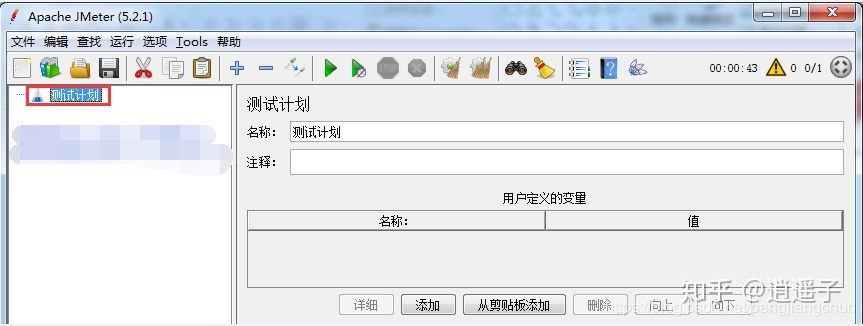 Apache JMeter (5.2.1)
文件 编辑 查找 运行 选项 Tools 帮助
STOP 00:00:43 0 0/1
测试计划
测试计划
名称： 测试计划
注释：
用户定义的变量
名称： 值
详细 添加 从剪贴板添加 删除 向上 向下
知乎 @逍遥子